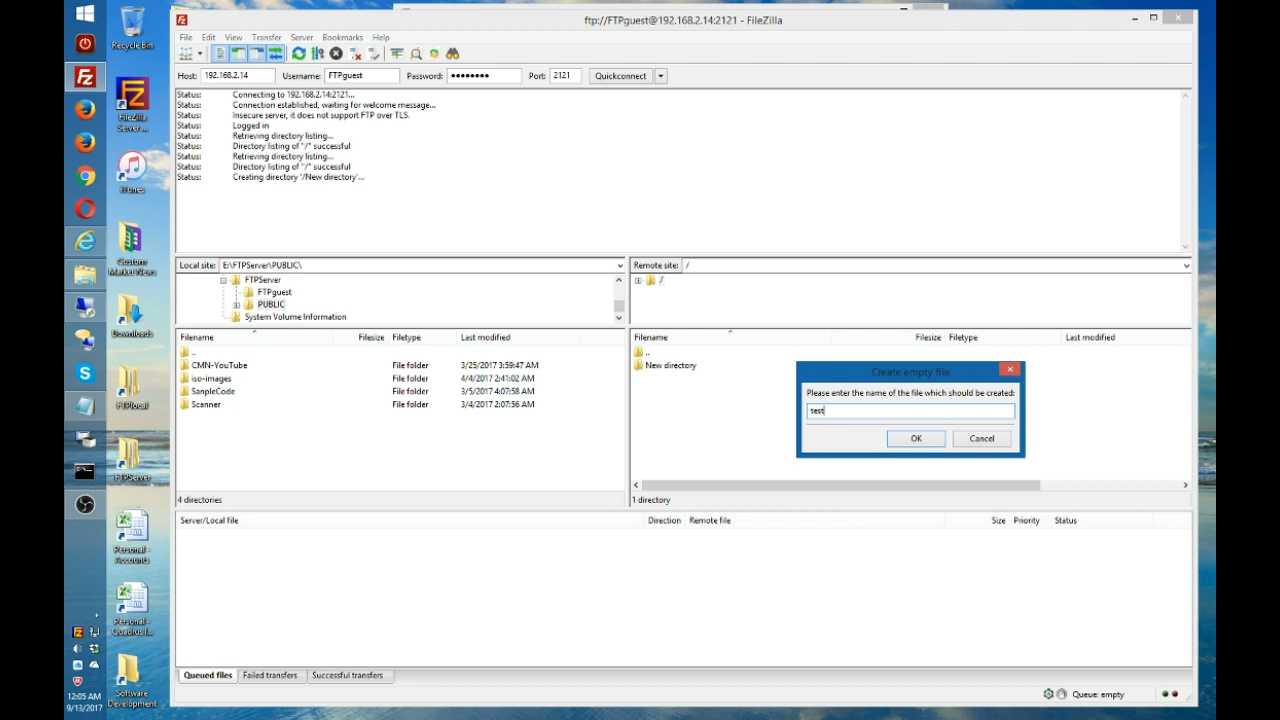 ftp://FTPguest@192.168.2.14:2121 - FileZilla
File Edit View Transfer Server Bookmarks Help
Host: 192.168.2.14 Username: FTPguest Password: •••••••• Port: 2121 Quickconnect
Status: Connecting to 192.168.2.14:2121...
Status: Connection established, waiting for welcome message...
Status: Insecure server, it does not support FTP over TLS.
Status: Logged in
Status: Retrieving directory listing...
Status: Directory listing of "/" successful
Status: Retrieving directory listing...
Status: Directory listing of "/" successful
Status: Creating directory '/New directory'...
Local site: E:\FTPServer\PUBLIC\
FTPServer
FTPguest
PUBLIC
System Volume Information
Remote site: /
/
Filename Filesize Filetype Last modified
..
CMN-YouTube File folder 3/25/2017 3:59:47 AM
iso-images File folder 4/4/2017 2:41:02 AM
SanpleCode File folder 3/5/2017 4:07:58 AM
Scanner File folder 3/4/2017 2:07:56 AM
4 directories
Filename Filesize Filetype Last modified
..
New directory
1 directory
Create empty file
Please enter the name of the file which should be created:
test
OK Cancel
Server/Local file Direction Remote file Size Priority Status
Queued files Failed transfers Successful transfers
Queue: empty
Recycle Bin
FileZilla
Server ...
iTunes
Custom
Market News
Downloads
FTPlocal
FTPServer
Personal -
Accounts
Personal -
Quadrus I...
Software
Development
12:05 AM
9/13/2017